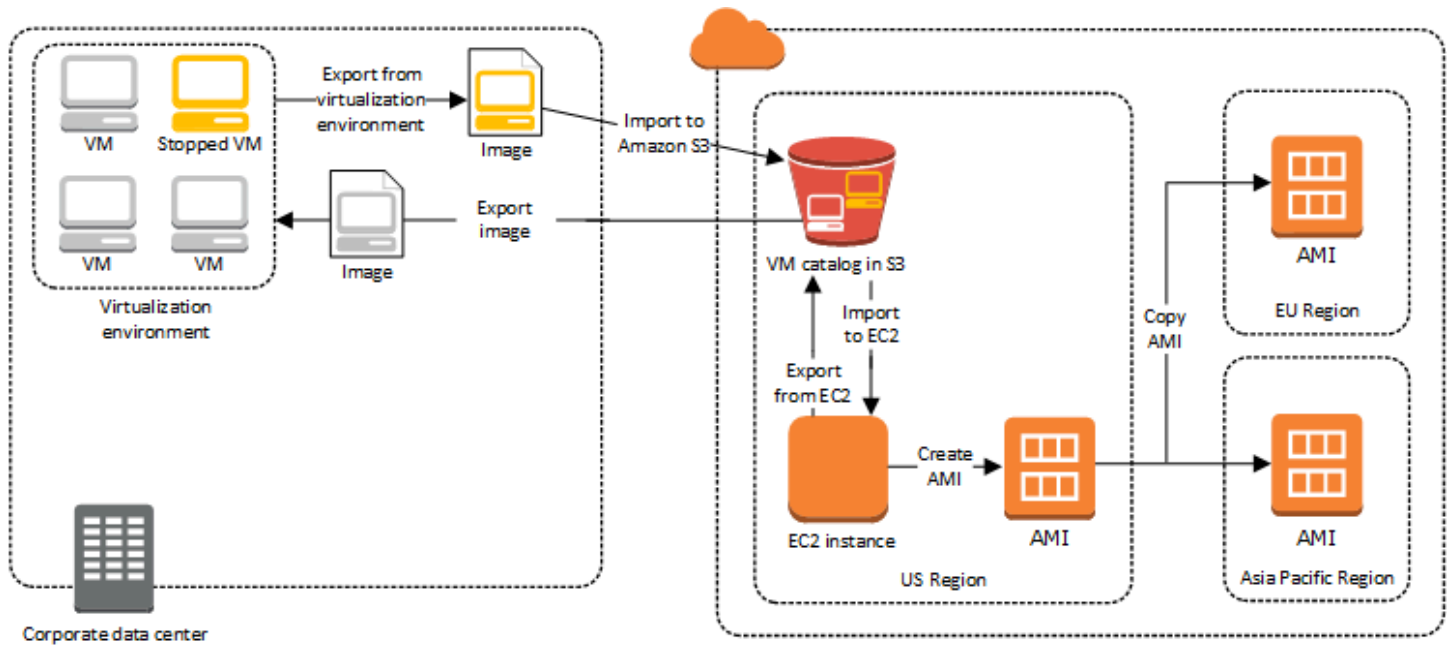 VM
Stopped VM
VM
VM
Virtualization
environment
Export from
virtualization
environment
Image
Image
Export
image
Import to
Amazon S3
Corporate data center
VM catalog in S3
Import
to EC2
Export
from EC2
EC2 instance
Create
AMI
AMI
US Region
Copy
AMI
AMI
EU Region
AMI
Asia Pacific Region